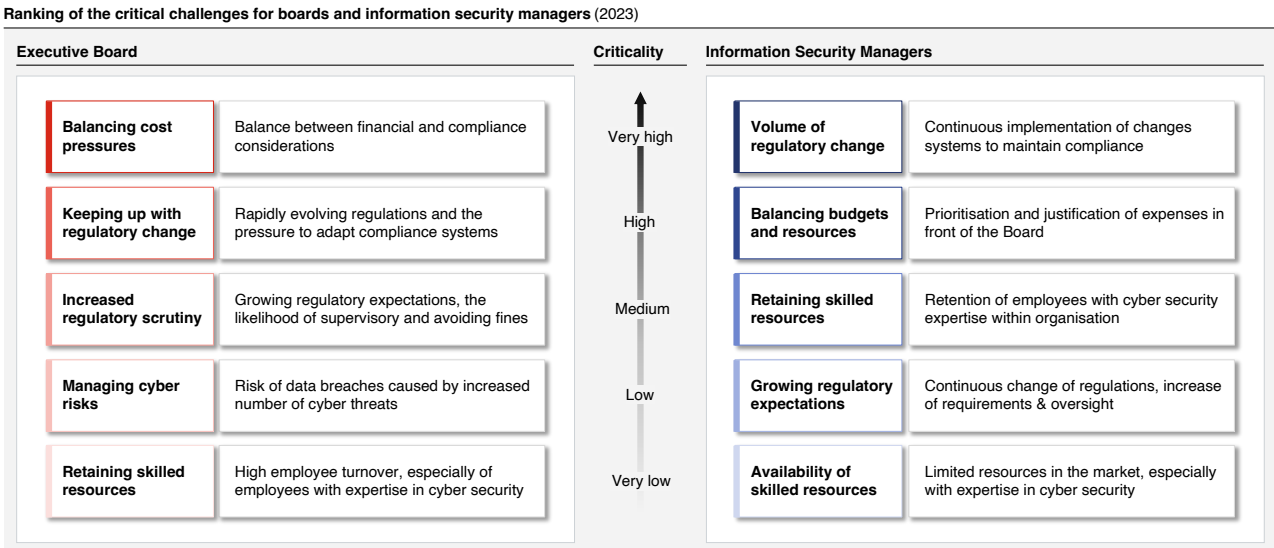 Ranking of the critical challenges for boards and information security managers (2023)
Executive Board
Criticality
Information Security Managers
Balancing cost
pressures
Balance between financial and compliance
considerations
Very high
Volume of
regulatory change
Continuous implementation of changes
systems to maintain compliance
Keeping up with
regulatory change
Rapidly evolving regulations and the
pressure to adapt compliance systems
High
Balancing budgets
and resources
Prioritisation and justification of expenses in
front of the Board
Increased
regulatory scrutiny
Growing regulatory expectations, the
likelihood of supervisory and avoiding fines
Medium
Retaining skilled
resources
Retention of employees with cyber security
expertise within organisation
Managing cyber
risks
Risk of data breaches caused by increased
number of cyber threats
Low
Growing regulatory
expectations
Continuous change of regulations, increase
of requirements & oversight
Retaining skilled
resources
High employee turnover, especially of
employees with expertise in cyber security
Very low
Availability of
skilled resources
Limited resources in the market, especially
with expertise in cyber security